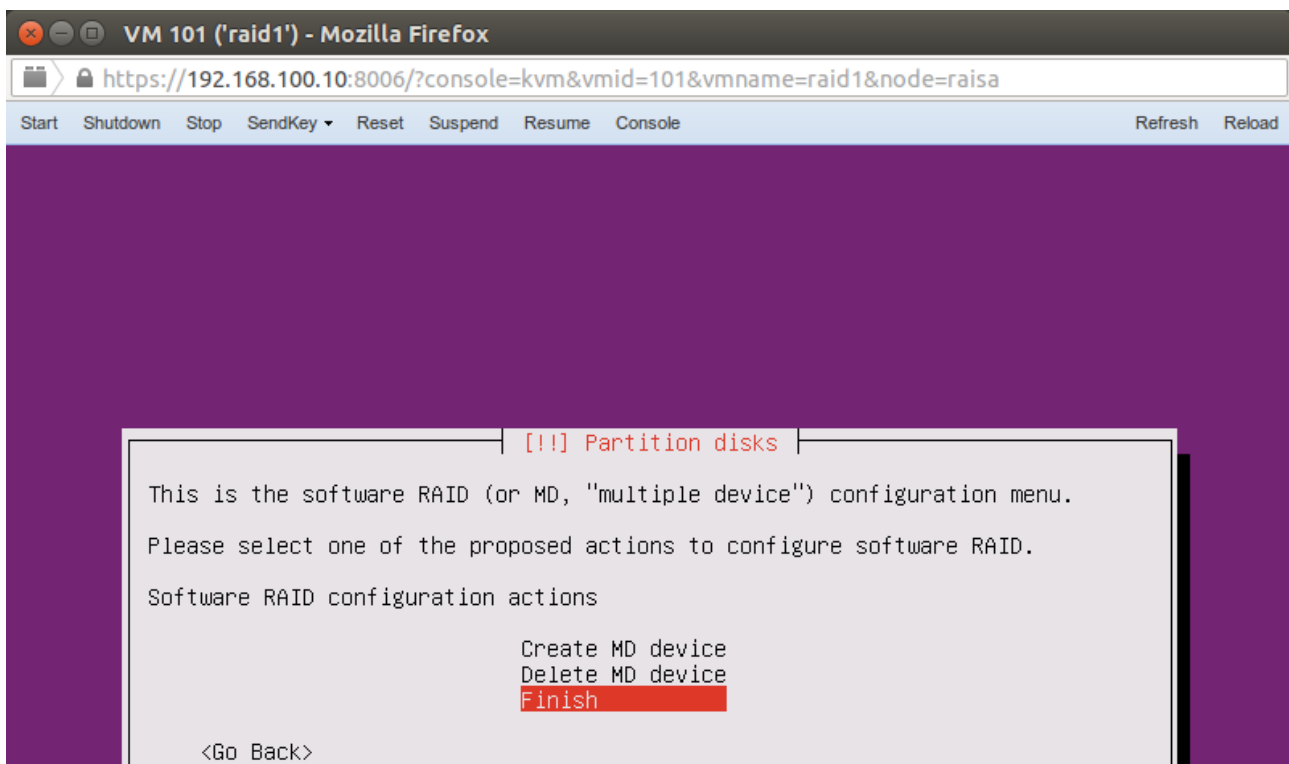 VM 101 ('raid1') - Mozilla Firefox
https://192.168.100.10:8006/?console=kvm&vmid=101&vmname=raid1&node=raisa
Start Shutdown Stop SendKey Reset Suspend Resume Console Refresh Reload
[!!] Partition disks
This is the software RAID (or MD, "multiple device") configuration menu.
Please select one of the proposed actions to configure software RAID.
Software RAID configuration actions
Create MD device
Delete MD device
Finish
<Go Back>